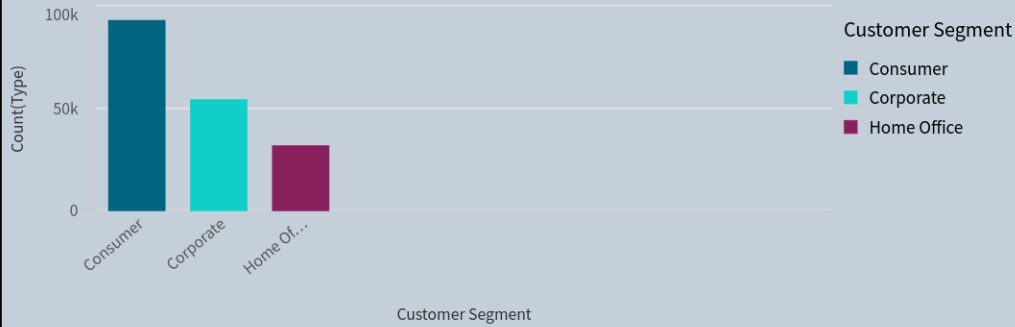 100k
50k
0
Count(Type)
Consumer
Corporate
Home Of...
Customer Segment
Customer Segment
Consumer
Corporate
Home Office